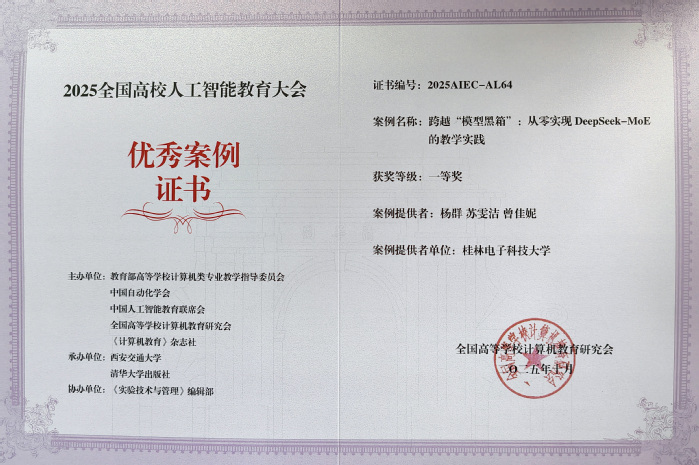 2025全国高校人工智能教育大会
优秀案例
证书
主办单位：教育部高等学校计算机类专业教学指导委员会
中国自动化学会
中国人工智能教育联席会
全国高等学校计算机教育研究会
《计算机教育》杂志社
承办单位：西安交通大学
清华大学出版社
协办单位：《实验技术与管理》编辑部
证书编号：2025AIEC-AL64
案例名称：跨越“模型黑箱”：从零实现 DeepSeek-MoE
的教学实践
获奖等级：一等奖
案例提供者：杨群 苏雯洁 曾佳妮
案例提供者单位：桂林电子科技大学
全国高等学校计算机教育研究会
二〇二五年十月